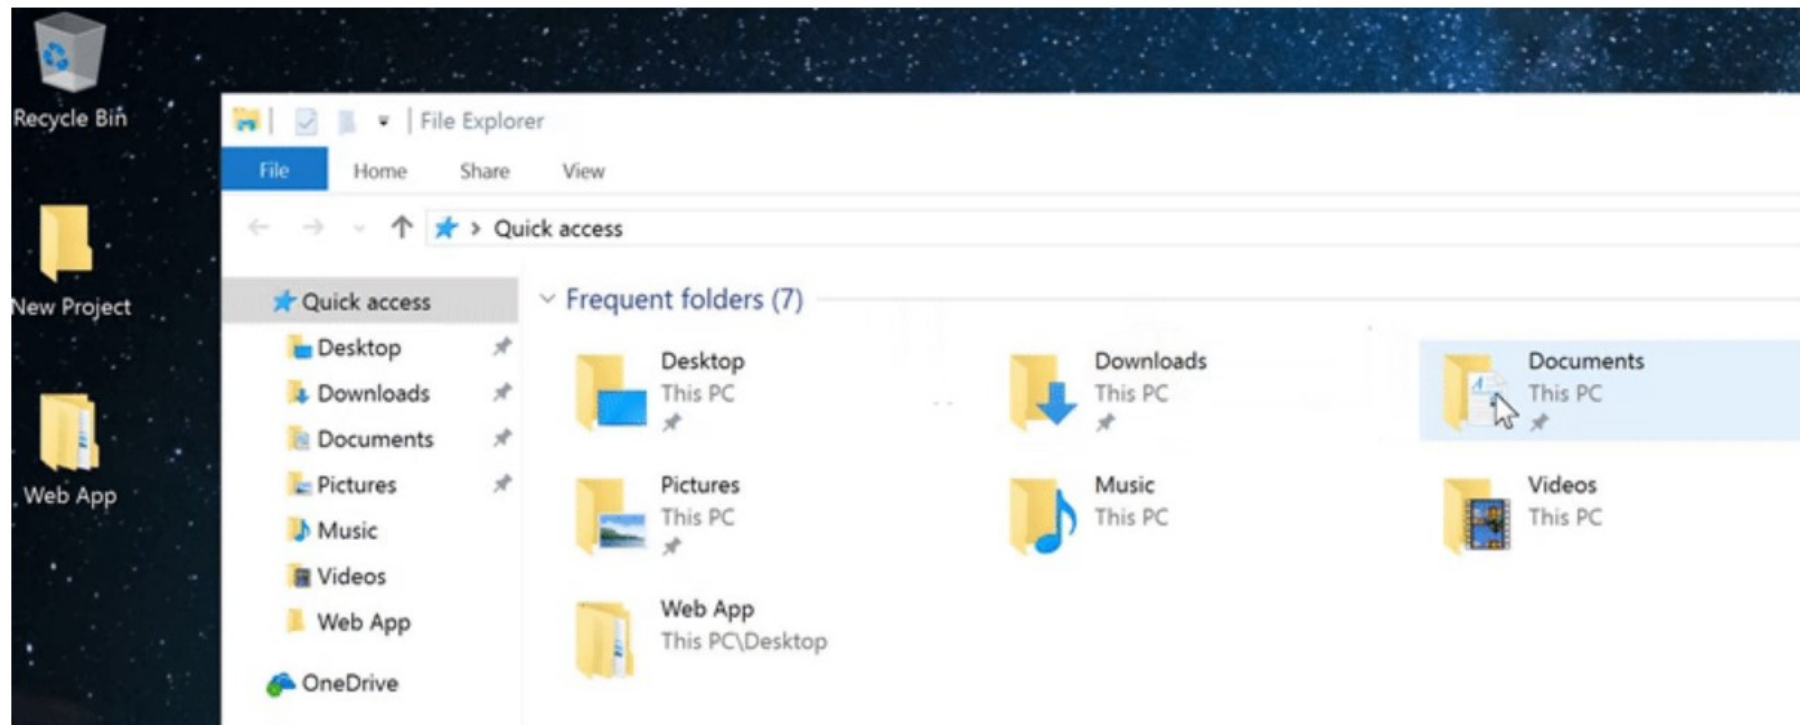 Recycle Bin
New Project
Web App
File Explorer
File Home Share View
Quick access
Quick access
Desktop
Downloads
Documents
Pictures
Music
Videos
Web App
OneDrive
Frequent folders (7)
Desktop
This PC
Downloads
This PC
Documents
This PC
Pictures
This PC
Music
This PC
Videos
This PC
Web App
This PC\Desktop